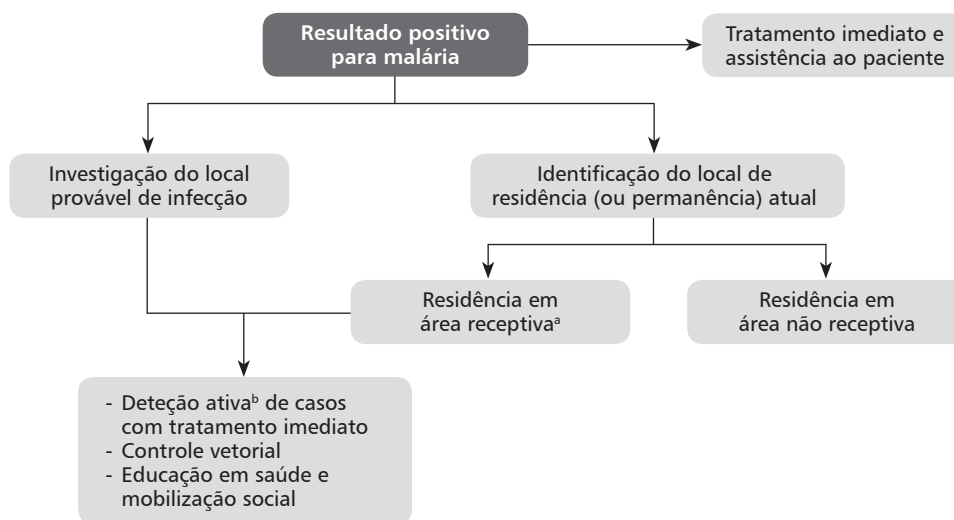 Resultado positivo
para malária
Tratamento imediato e
assistência ao paciente
Investigação do local
provável de infecção
Identificação do local de
residência (ou permanência) atual
Residência em
área receptivaᵃ
Residência em
área não receptiva
- Deteção ativaᵇ de casos
com tratamento imediato
- Controle vetorial
- Educação em saúde e
mobilização social